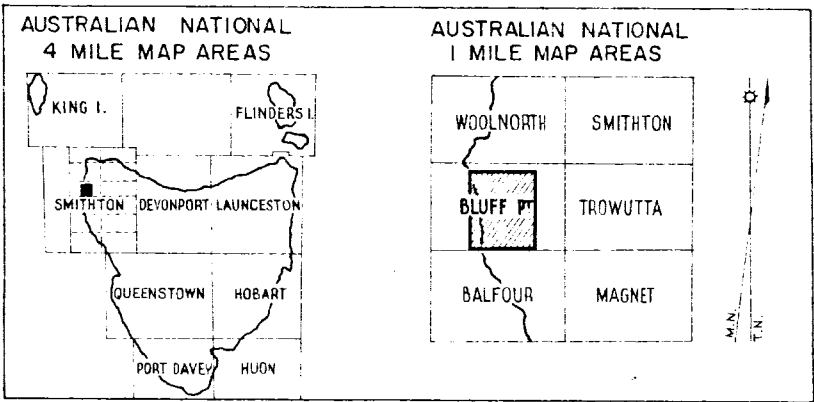 AUSTRALIAN NATIONAL
4 MILE MAP AREAS
KING I.
FLINDERS I.
SMITHTON
DEVONPORT
LAUNCESTON
QUEENSTOWN
HOBART
PORT DAVEY
HUON
AUSTRALIAN NATIONAL
1 MILE MAP AREAS
WOOLNORTH
SMITHTON
BLUFF PT
TROWUTTA
BALFOUR
MAGNET
M.N.
T.N.